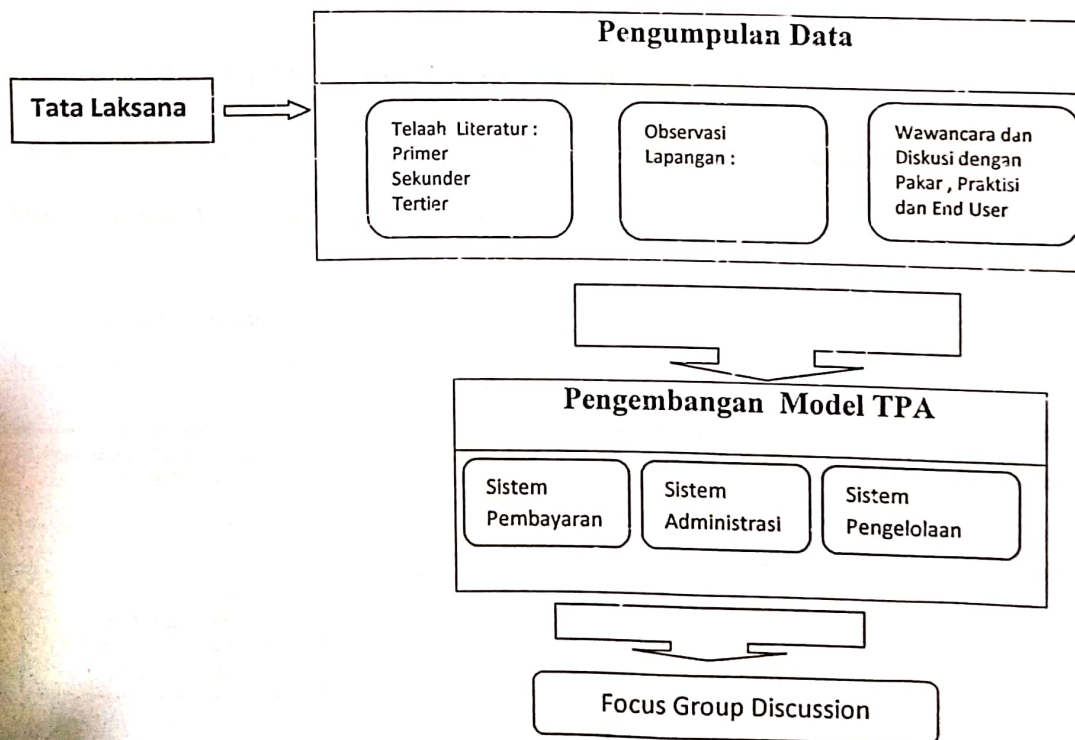 Pengumpulan Data
Tata Laksana
Telaah Literatur :
Primer
Sekunder
Tertier
Observasi
Lapangan :
Wawancara dan
Diskusi dengan
Pakar , Praktisi
dan End User
Pengembangan Model TPA
Sistem
Pembayaran
Sistem
Administrasi
Sistem
Pengelolaan
Focus Group Discussion